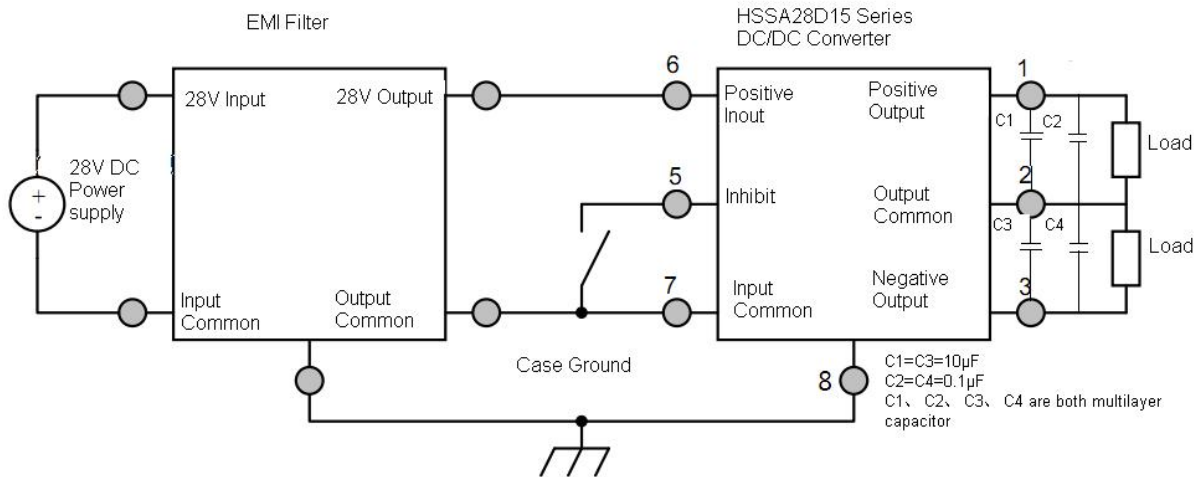 EMI Filter
HSSA28D15 Series
DC/DC Converter
28V Input
28V Output
6
Positive
Inout
Positive
Output
1
C1
C2
Load
28V DC
Power
supply
+
-
5
Inhibit
Output
Common
2
C3
C4
Load
Input
Common
Output
Common
7
Input
Common
Negative
Output
3
Case Ground
8
C1=C3=10µF
C2=C4=0.1µF
C1、 C2、 C3、 C4 are both multilayer
capacitor